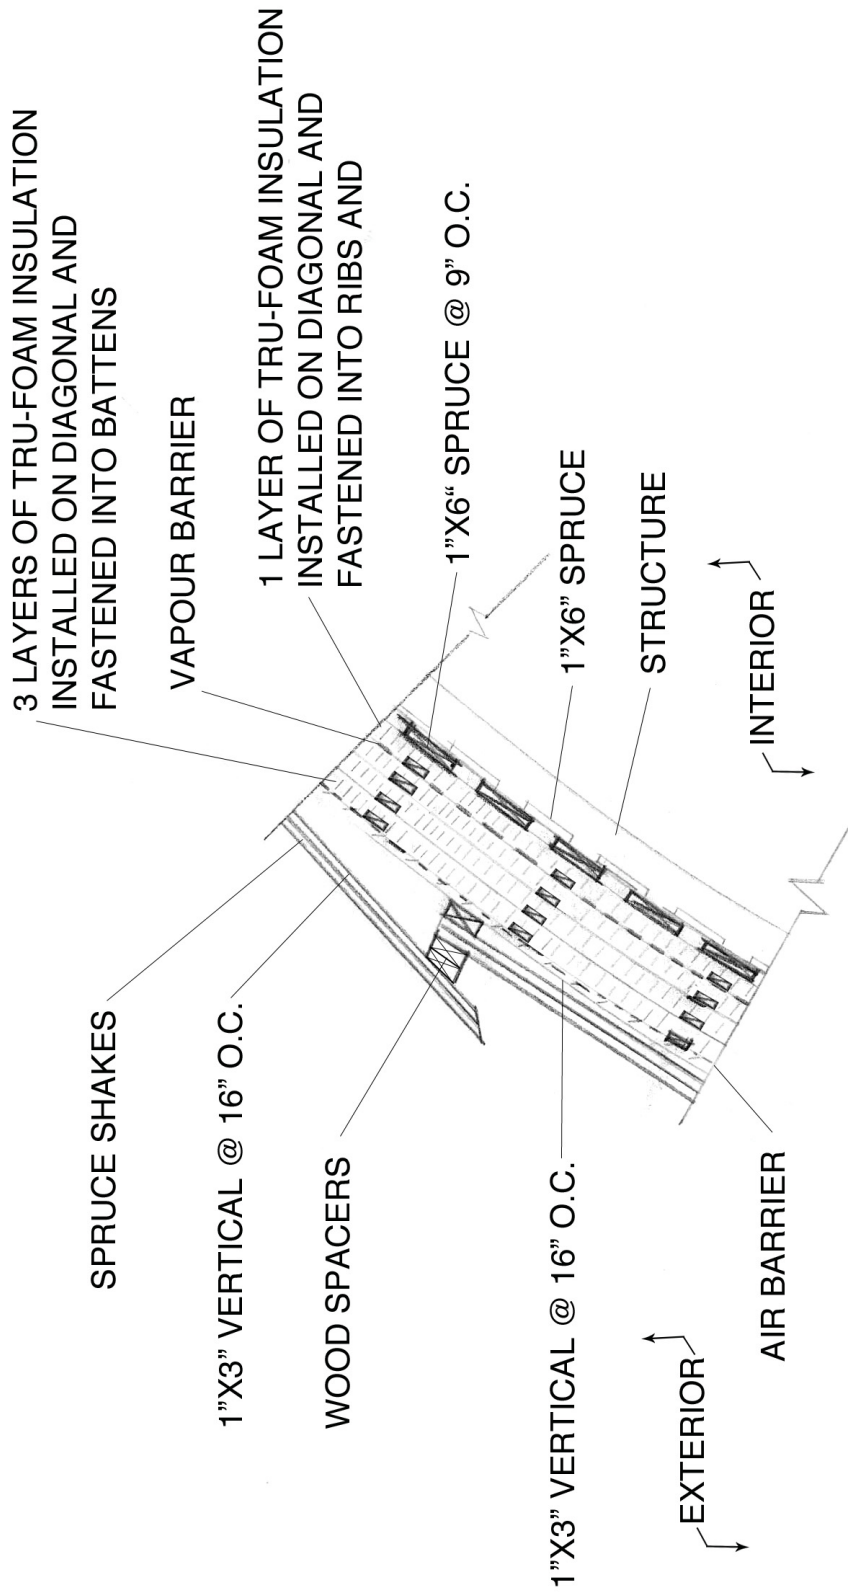 3 LAYERS OF TRU-FOAM INSULATION
INSTALLED ON DIAGONAL AND
FASTENED INTO BATTENS
VAPOUR BARRIER
1 LAYER OF TRU-FOAM INSULATION
INSTALLED ON DIAGONAL AND
FASTENED INTO RIBS AND
1”X6“ SPRUCE @ 9” O.C.
1”X6” SPRUCE
STRUCTURE
INTERIOR
SPRUCE SHAKES
1”X3” VERTICAL @ 16” O.C.
WOOD SPACERS
1”X3” VERTICAL @ 16” O.C.
EXTERIOR
AIR BARRIER